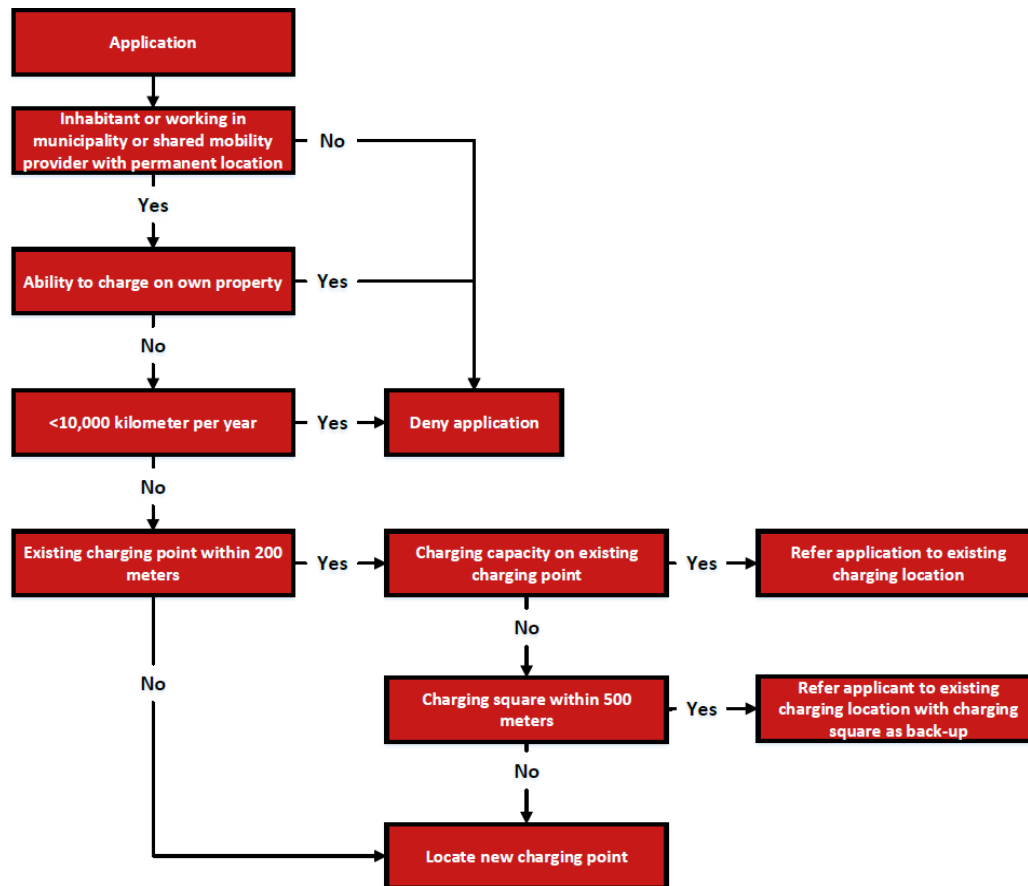 Application
Inhabitant or working in
municipality or shared mobility
provider with permanent location
No
Yes
Ability to charge on own property
Yes
No
<10,000 kilometer per year
Yes
Deny application
No
Existing charging point within 200
meters
Yes
Charging capacity on existing
charging point
Yes
Refer application to existing
charging location
No
No
Charging square within 500
meters
Yes
Refer applicant to existing
charging location with charging
square as back-up
No
Locate new charging point